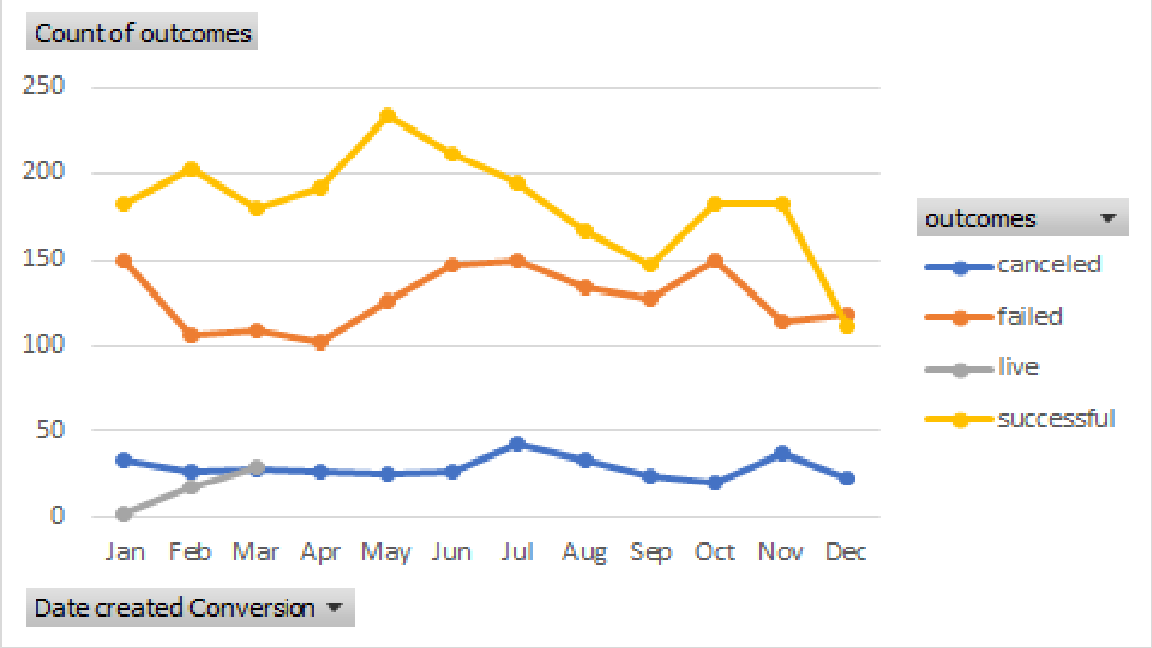 Count of outcomes
250
200
150
100
50
0
Jan Feb Mar Apr May Jun Jul Aug Sep Oct Nov Dec
outcomes
canceled
failed
live
successful
Date created Conversion